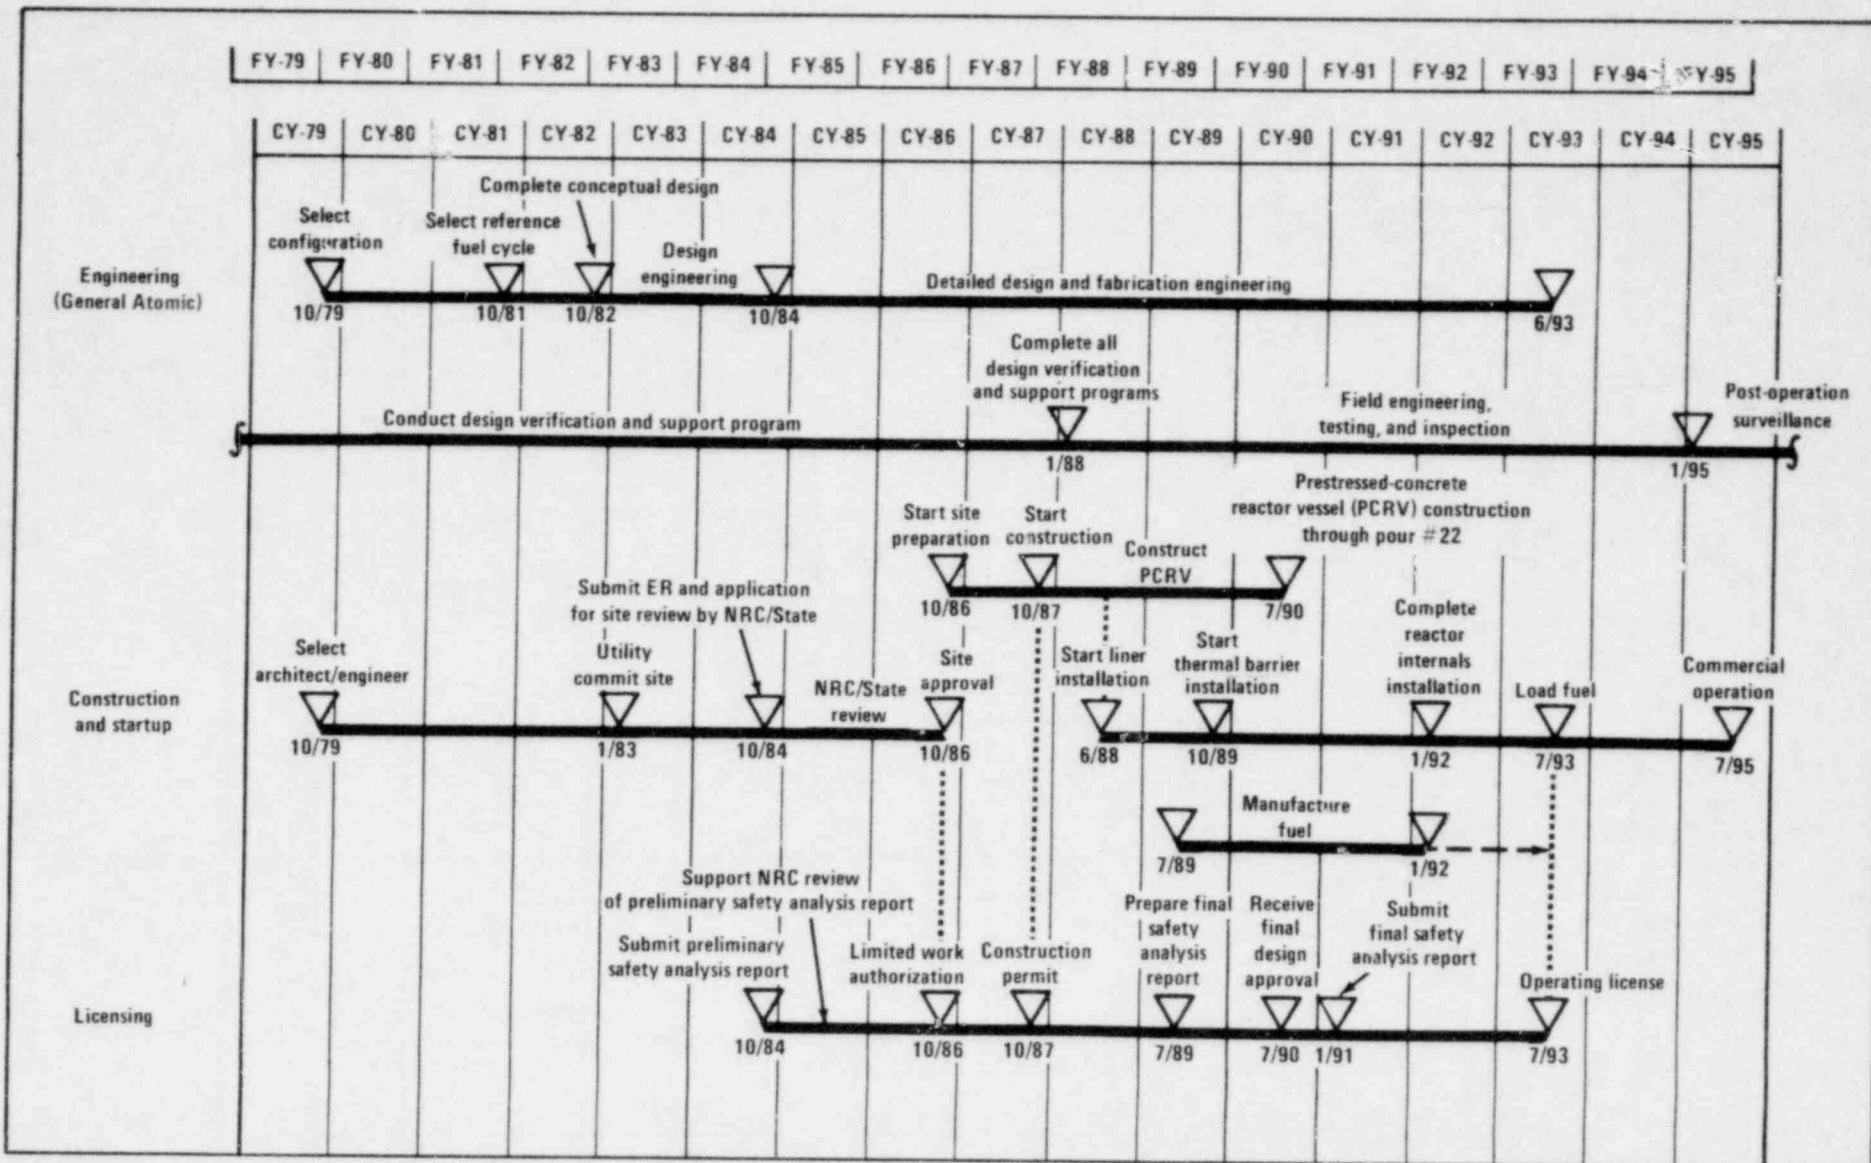 FY-79 FY-80 FY-81 FY-82 FY-83 FY-84 FY-85 FY-86 FY-87 FY-88 FY-89 FY-90 FY-91 FY-92 FY-93 FY-94 FY-95
CY-79 CY-80 CY-81 CY-82 CY-83 CY-84 CY-85 CY-86 CY-87 CY-88 CY-89 CY-90 CY-91 CY-92 CY-93 CY-94 CY-95
Engineering
(General Atomic)
Select
configuration
Select reference
fuel cycle
Complete conceptual design
Design
engineering
Detailed design and fabrication engineering
10/79 10/81 10/82 10/84 6/93
Conduct design verification and support program
Complete all
design verification
and support programs
Field engineering,
testing, and inspection
Post-operation
surveillance
1/88 1/95
Construction
and startup
Start site
preparation
Start
construction
Construct
PCRV
Prestressed-concrete
reactor vessel (PCRV) construction
through pour #22
10/86 10/87 7/90
Select
architect/engineer
Utility
commit site
Submit ER and application
for site review by NRC/State
NRC/State
review
Site
approval
Start liner
installation
Start
thermal barrier
installation
Complete
reactor
internals
installation
Load fuel
Commercial
operation
10/79 1/83 10/84 10/86 6/88 10/89 1/92 7/93 7/95
Manufacture
fuel
7/89 1/92
Licensing
Submit preliminary
safety analysis report
Support NRC review
of preliminary safety analysis report
Limited work
authorization
Construction
permit
Prepare final
safety
analysis
report
Receive
final
design
approval
Submit
final safety
analysis report
Operating license
10/84 10/86 10/87 7/89 7/90 1/91 7/93